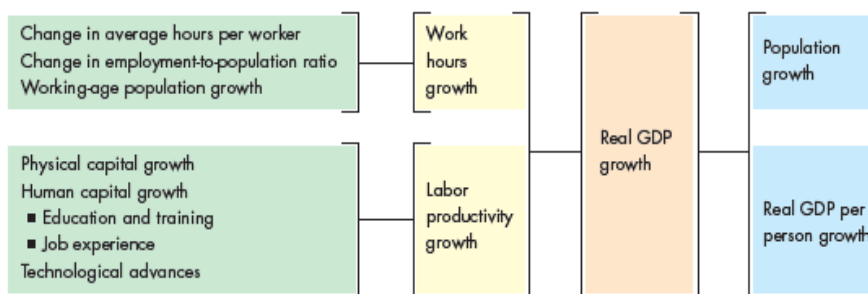 Change in average hours per worker
Change in employment-to-population ratio
Working-age population growth
Work
hours
growth
Physical capital growth
Human capital growth
▪ Education and training
▪ Job experience
Technological advances
Labor
productivity
growth
Real GDP
growth
Population
growth
Real GDP per
person growth